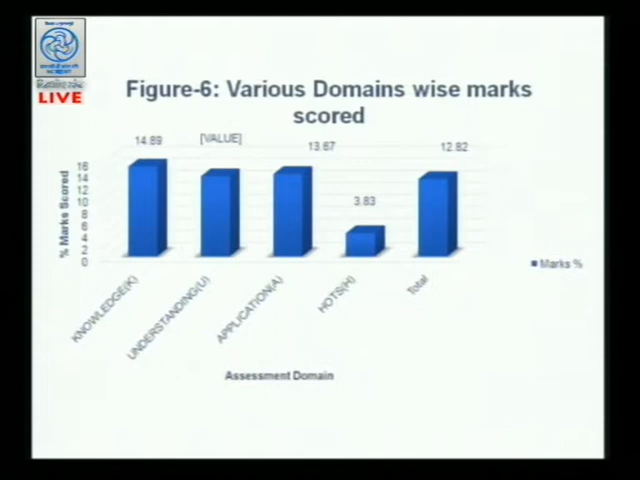 LIVE
Figure-6: Various Domains wise marks
scored
14.89 [VALUE] 13.67 12.82
3.83
% Marks Scored
16
14
12
10
8
6
4
2
0
KNOWLEDGE(K)
UNDERSTANDING(U)
APPLICATION(A)
HOTS(H)
Total
Marks %
Assessment Domain